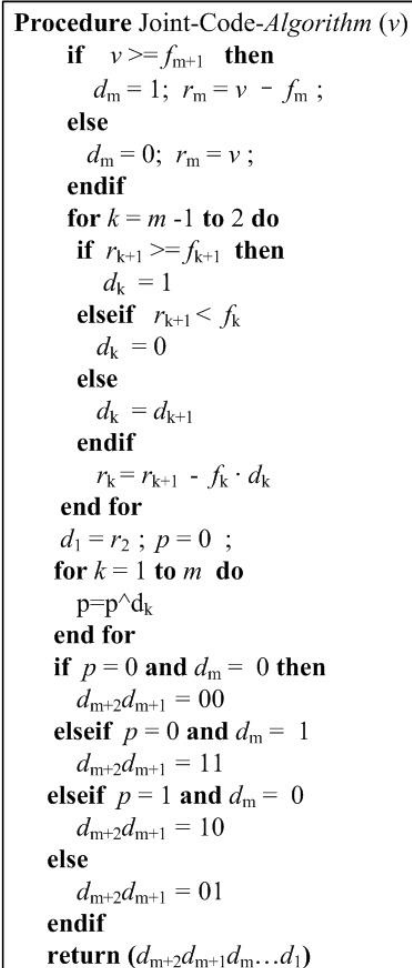 Procedure Joint-Code-Algorithm (v)
if v >= fm+1 then
dm = 1; rm = v − fm ;
else
dm = 0; rm = v ;
endif
for k = m -1 to 2 do
if rk+1 >= fk+1 then
dk = 1
elseif rk+1 < fk
dk = 0
else
dk = dk+1
endif
rk = rk+1 - fk · dk
end for
d1 = r2 ; p = 0 ;
for k = 1 to m do
p=p^dk
end for
if p = 0 and dm = 0 then
dm+2dm+1 = 00
elseif p = 0 and dm = 1
dm+2dm+1 = 11
elseif p = 1 and dm = 0
dm+2dm+1 = 10
else
dm+2dm+1 = 01
endif
return (dm+2dm+1dm…d1)